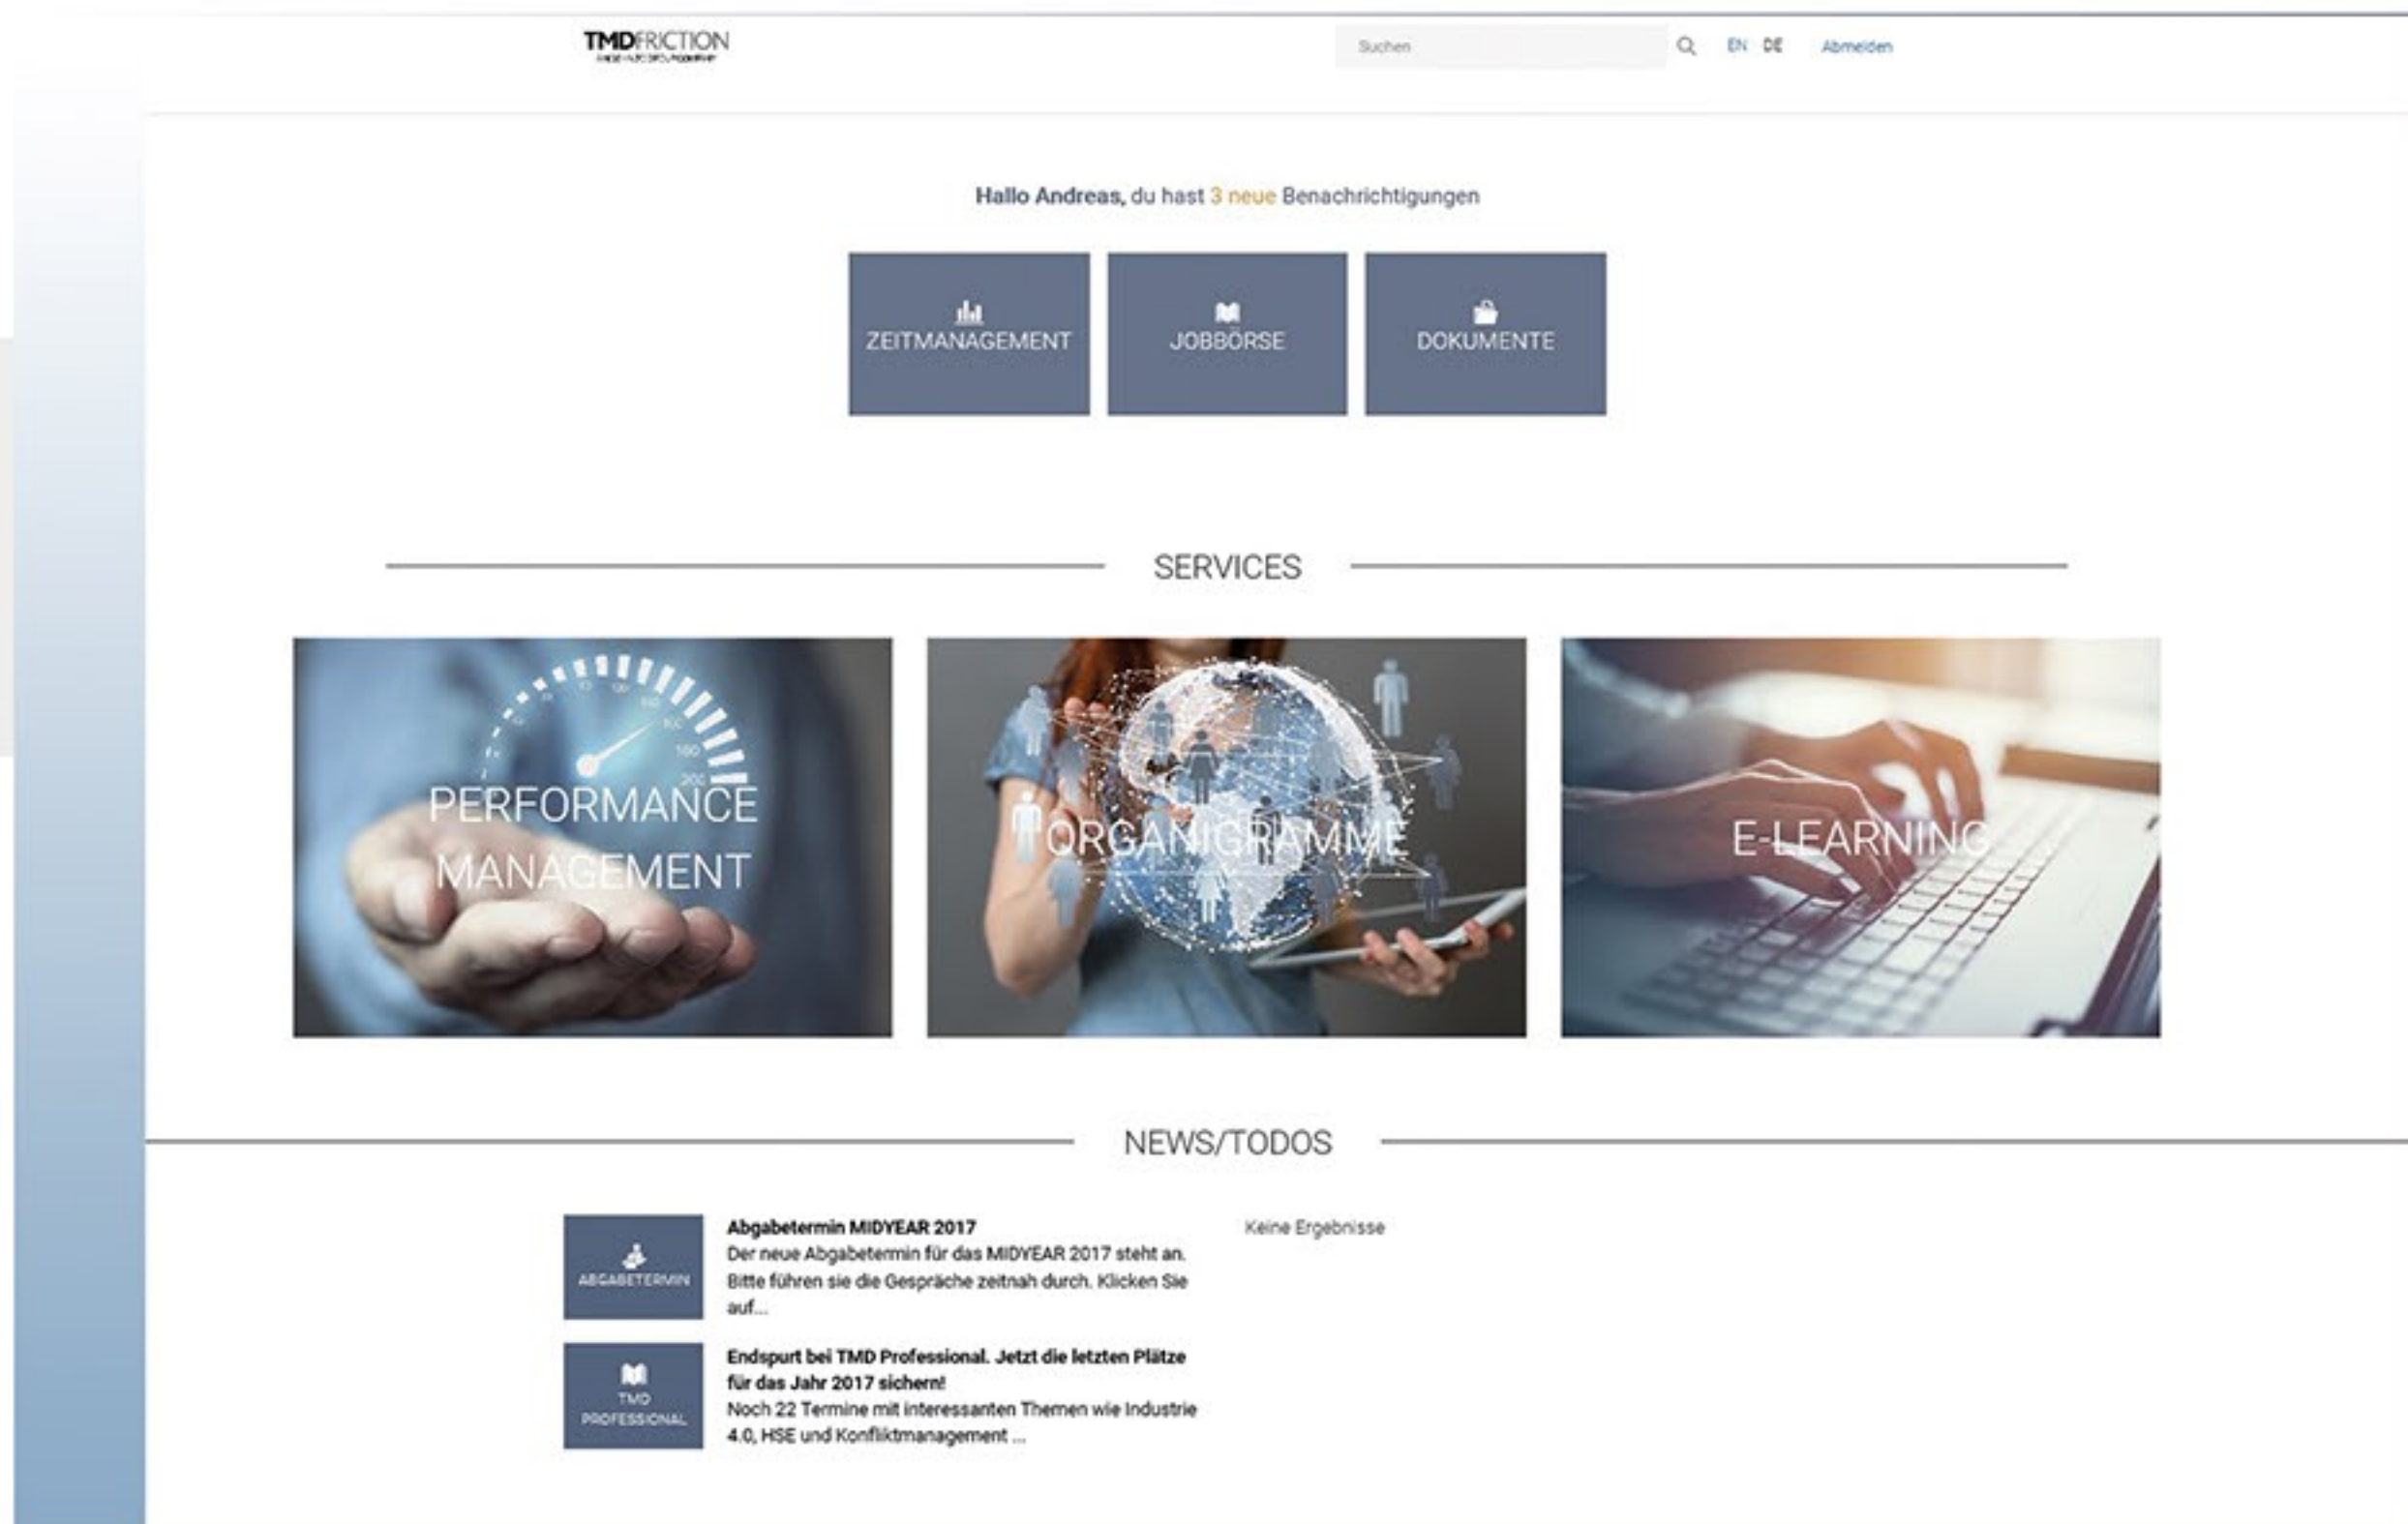 TMDFRICTION
Suchen
EN DE
Abmelden
Hallo Andreas, du hast 3 neue Benachrichtigungen
ZEITMANAGEMENT
JOBBÖRSE
DOKUMENTE
SERVICES
160
180
200
PERFORMANCE
MANAGEMENT
ORGANIGRAMME
E-LEARNING
NEWS/TODOS
ABGABETERMIN
Abgabetermin MIDYEAR 2017
Der neue Abgabetermin für das MIDYEAR 2017 steht an.
Bitte führen sie die Gespräche zeitnah durch. Klicken Sie
auf...
Keine Ergebnisse
TMD
PROFESSIONAL
Endspurt bei TMD Professional. Jetzt die letzten Plätze
für das Jahr 2017 sichern!
Noch 22 Termine mit interessanten Themen wie Industrie
4.0, HSE und Konfliktmanagement ...